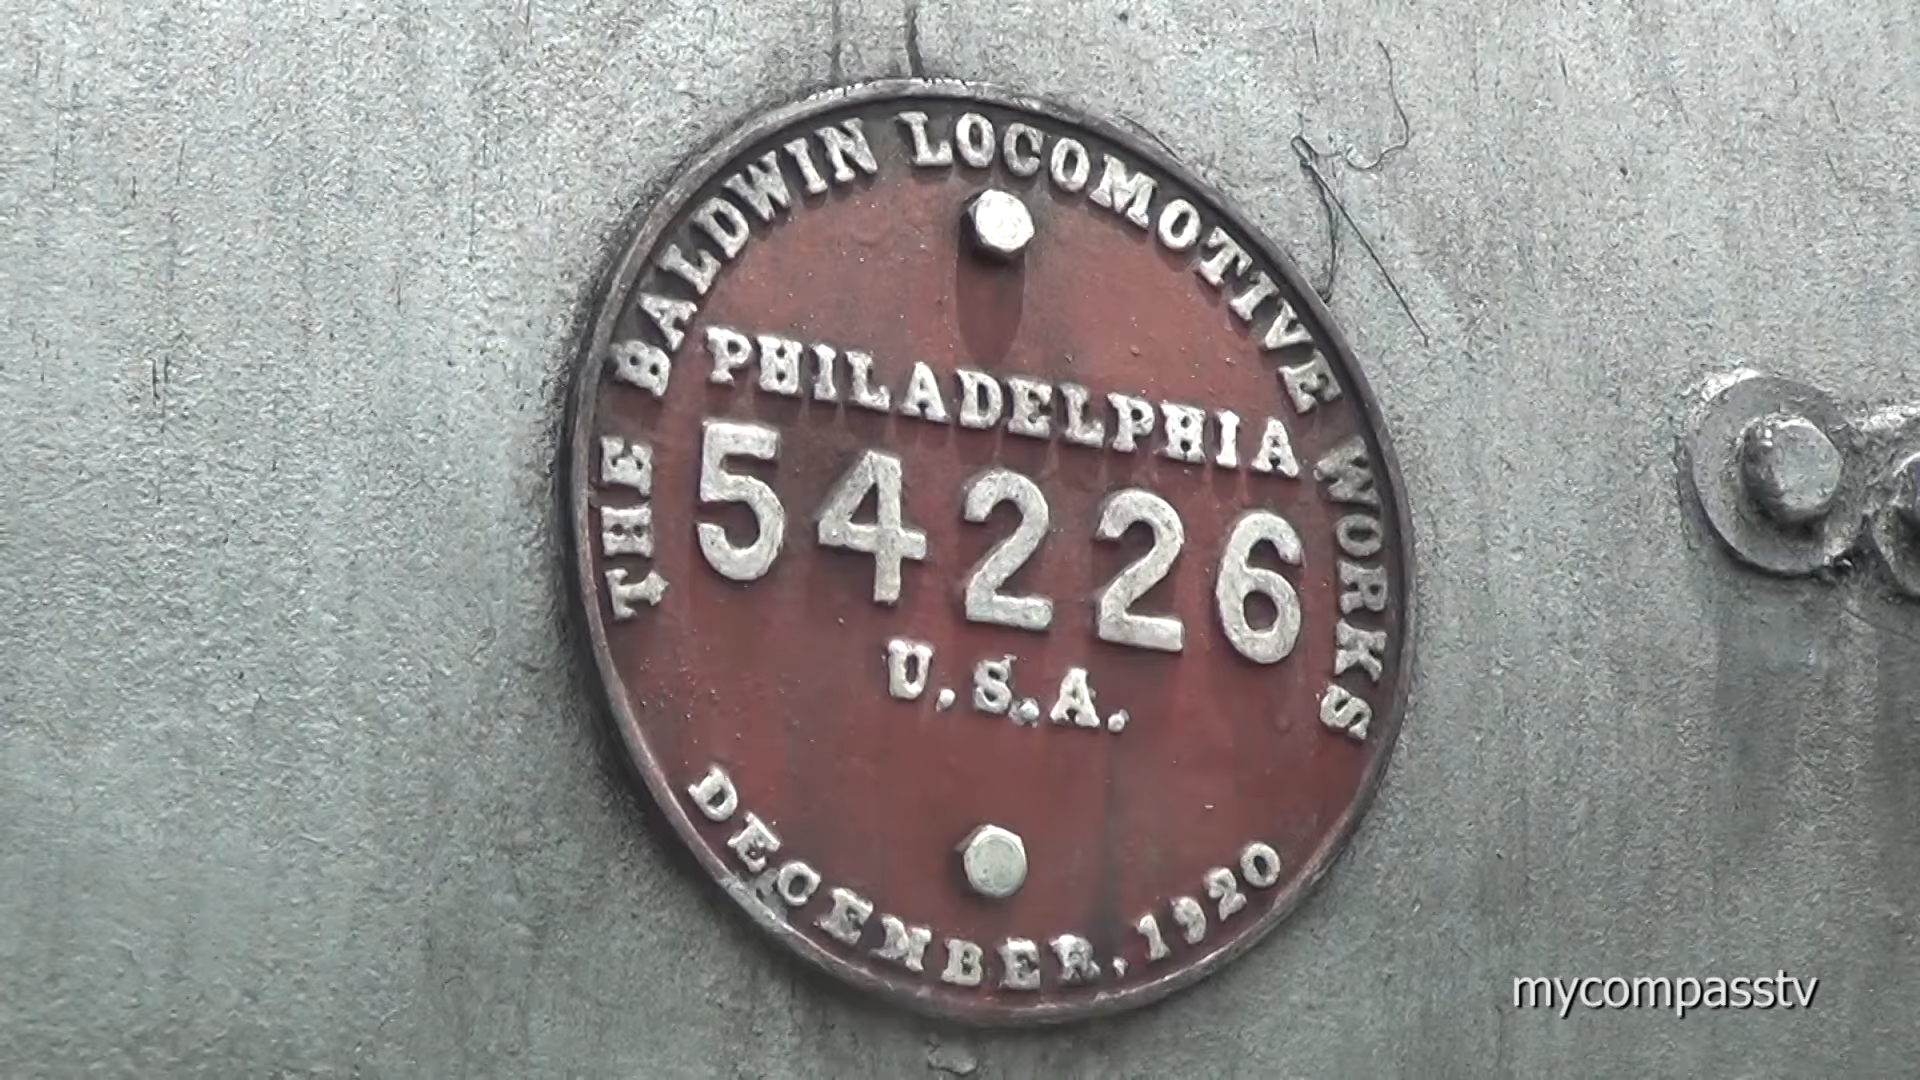 THE BALDWIN LOCOMOTIVE WORKS
PHILADELPHIA
54226
U.S.A.
DECEMBER, 1920
mycompasstv